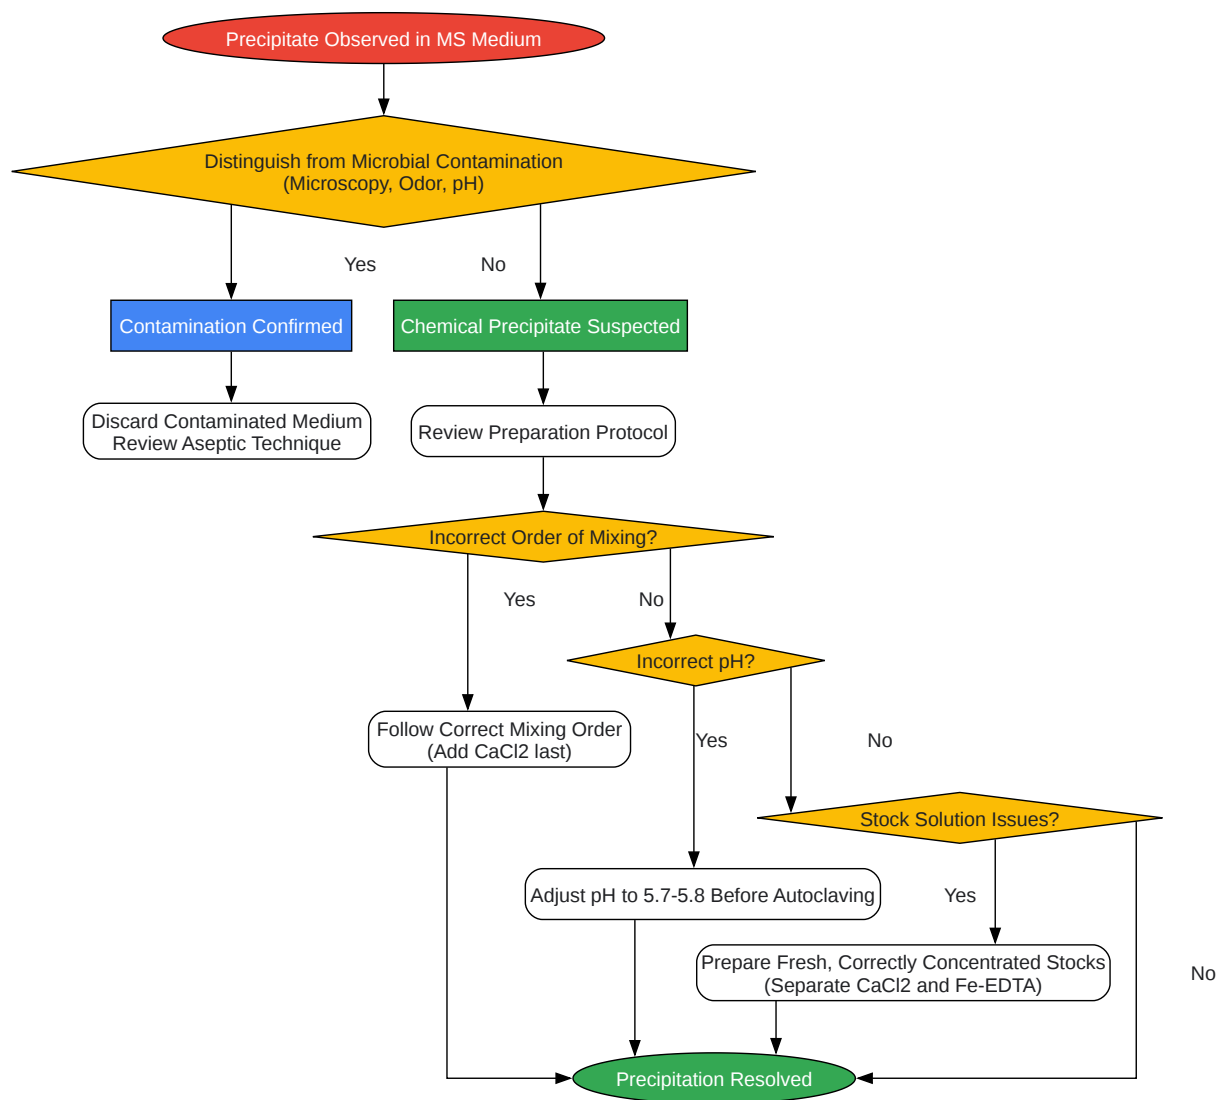 Precipitate Observed in MS Medium
Distinguish from Microbial Contamination
(Microscopy, Odor, pH)
Yes
No
Contamination Confirmed
Chemical Precipitate Suspected
Discard Contaminated Medium
Review Aseptic Technique
Review Preparation Protocol
Incorrect Order of Mixing?
Yes
No
Incorrect pH?
Follow Correct Mixing Order
(Add CaCl2 last)
Yes
No
Stock Solution Issues?
Adjust pH to 5.7-5.8 Before Autoclaving
Yes
Prepare Fresh, Correctly Concentrated Stocks
(Separate CaCl2 and Fe-EDTA)
No
Precipitation Resolved